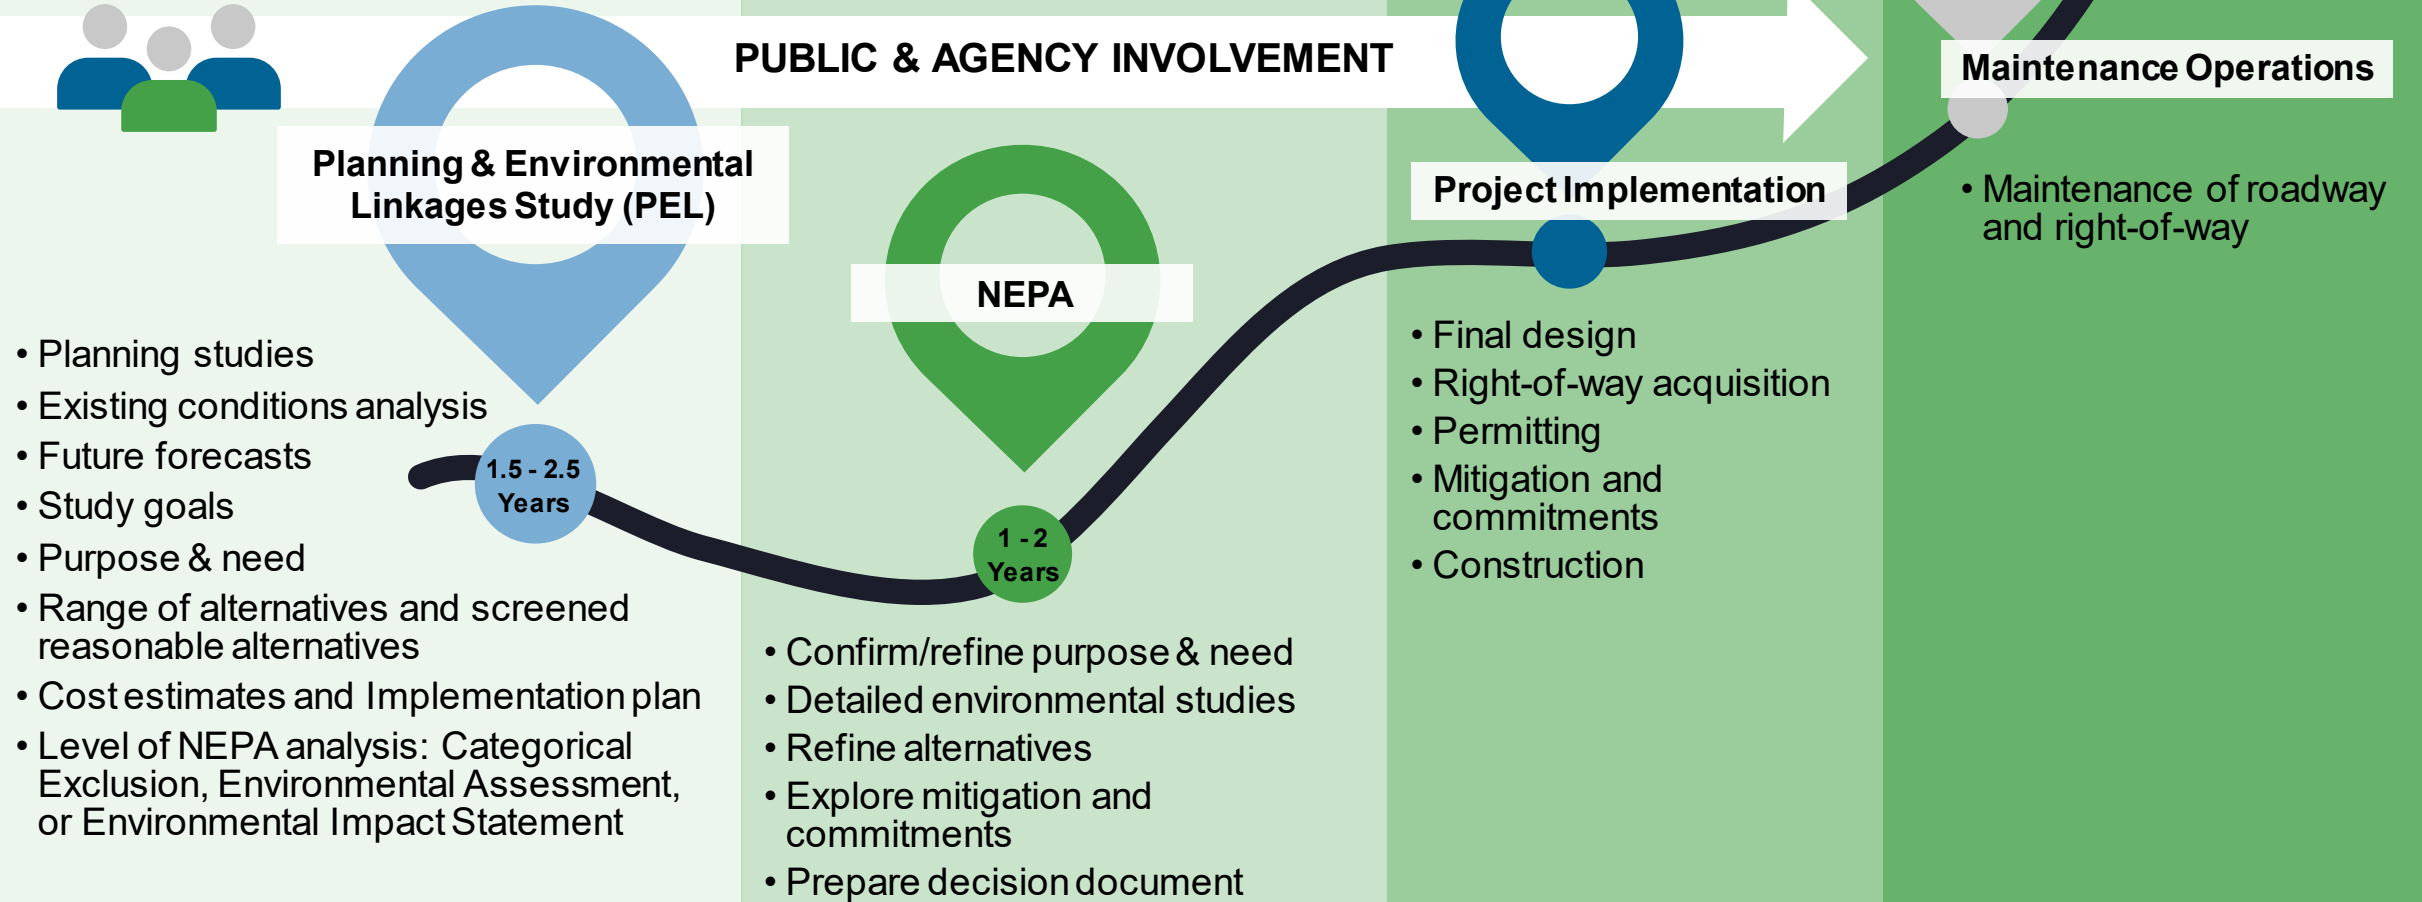 PUBLIC & AGENCY INVOLVEMENT
Planning & Environmental
Linkages Study (PEL)
1.5 - 2.5
Years
• Planning studies
• Existing conditions analysis
• Future forecasts
• Study goals
• Purpose & need
• Range of alternatives and screened
reasonable alternatives
• Cost estimates and Implementation plan
• Level of NEPA analysis: Categorical
Exclusion, Environmental Assessment,
or Environmental Impact Statement
NEPA
1 - 2
Years
• Confirm/refine purpose & need
• Detailed environmental studies
• Refine alternatives
• Explore mitigation and
commitments
• Prepare decision document
Project Implementation
• Final design
• Right-of-way acquisition
• Permitting
• Mitigation and
commitments
• Construction
Maintenance Operations
• Maintenance of roadway
and right-of-way